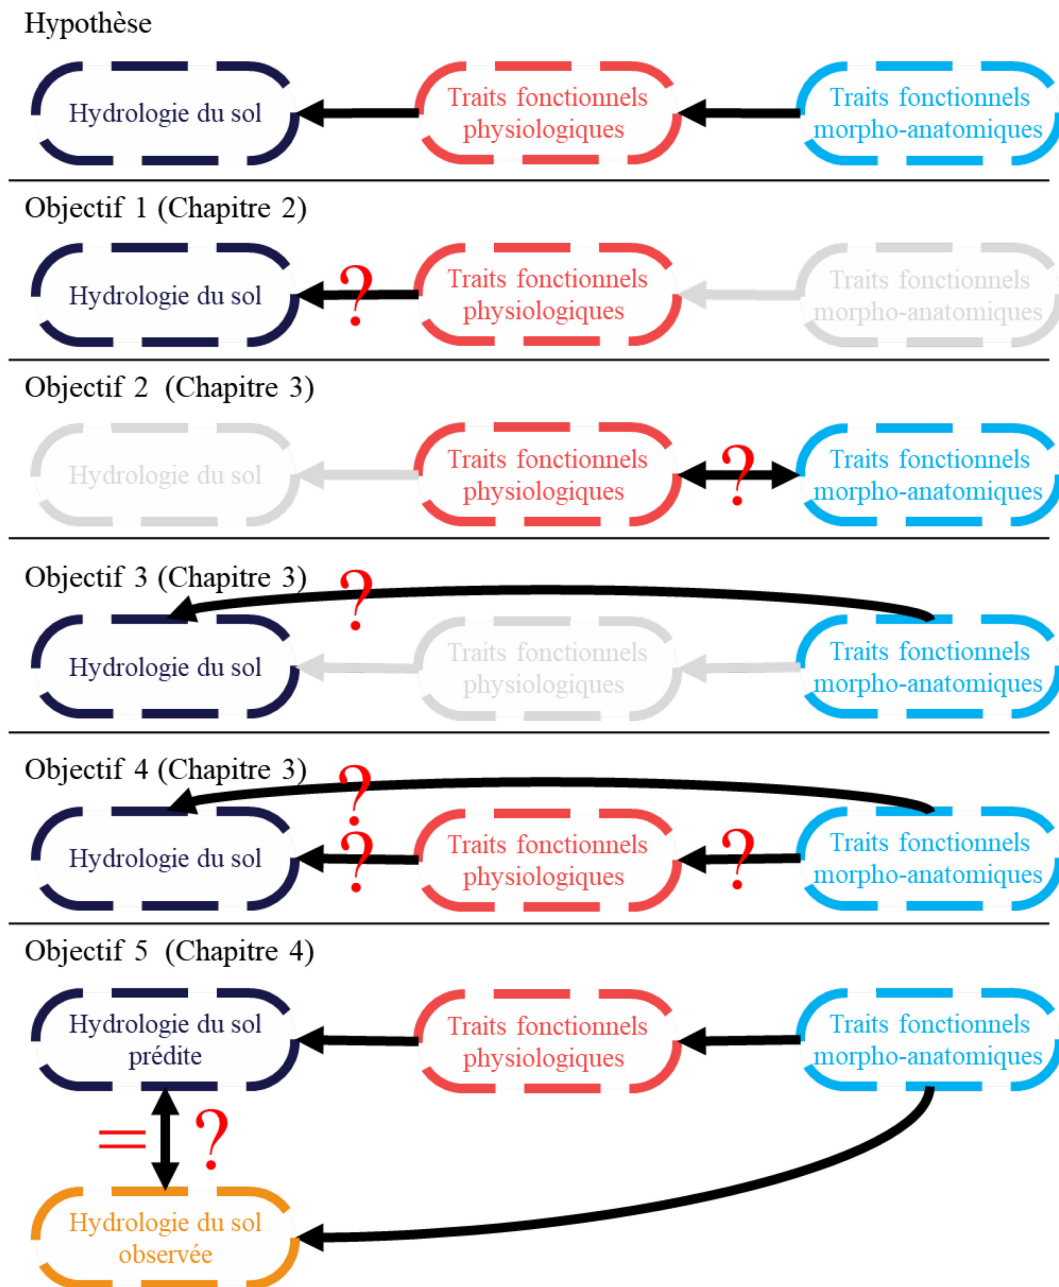 Hypothèse
Hydrologie du sol
Traits fonctionnels
physiologiques
Traits fonctionnels
morpho-anatomiques
Objectif 1 (Chapitre 2)
Hydrologie du sol
?
Traits fonctionnels
physiologiques
Traits fonctionnels
morpho-anatomiques
Objectif 2 (Chapitre 3)
Hydrologie du sol
Traits fonctionnels
physiologiques
?
Traits fonctionnels
morpho-anatomiques
Objectif 3 (Chapitre 3)
?
Hydrologie du sol
Traits fonctionnels
physiologiques
Traits fonctionnels
morpho-anatomiques
Objectif 4 (Chapitre 3)
?
Hydrologie du sol
?
Traits fonctionnels
physiologiques
?
Traits fonctionnels
morpho-anatomiques
Objectif 5 (Chapitre 4)
Hydrologie du sol
prédite
Traits fonctionnels
physiologiques
Traits fonctionnels
morpho-anatomiques
= ?
Hydrologie du sol
observée